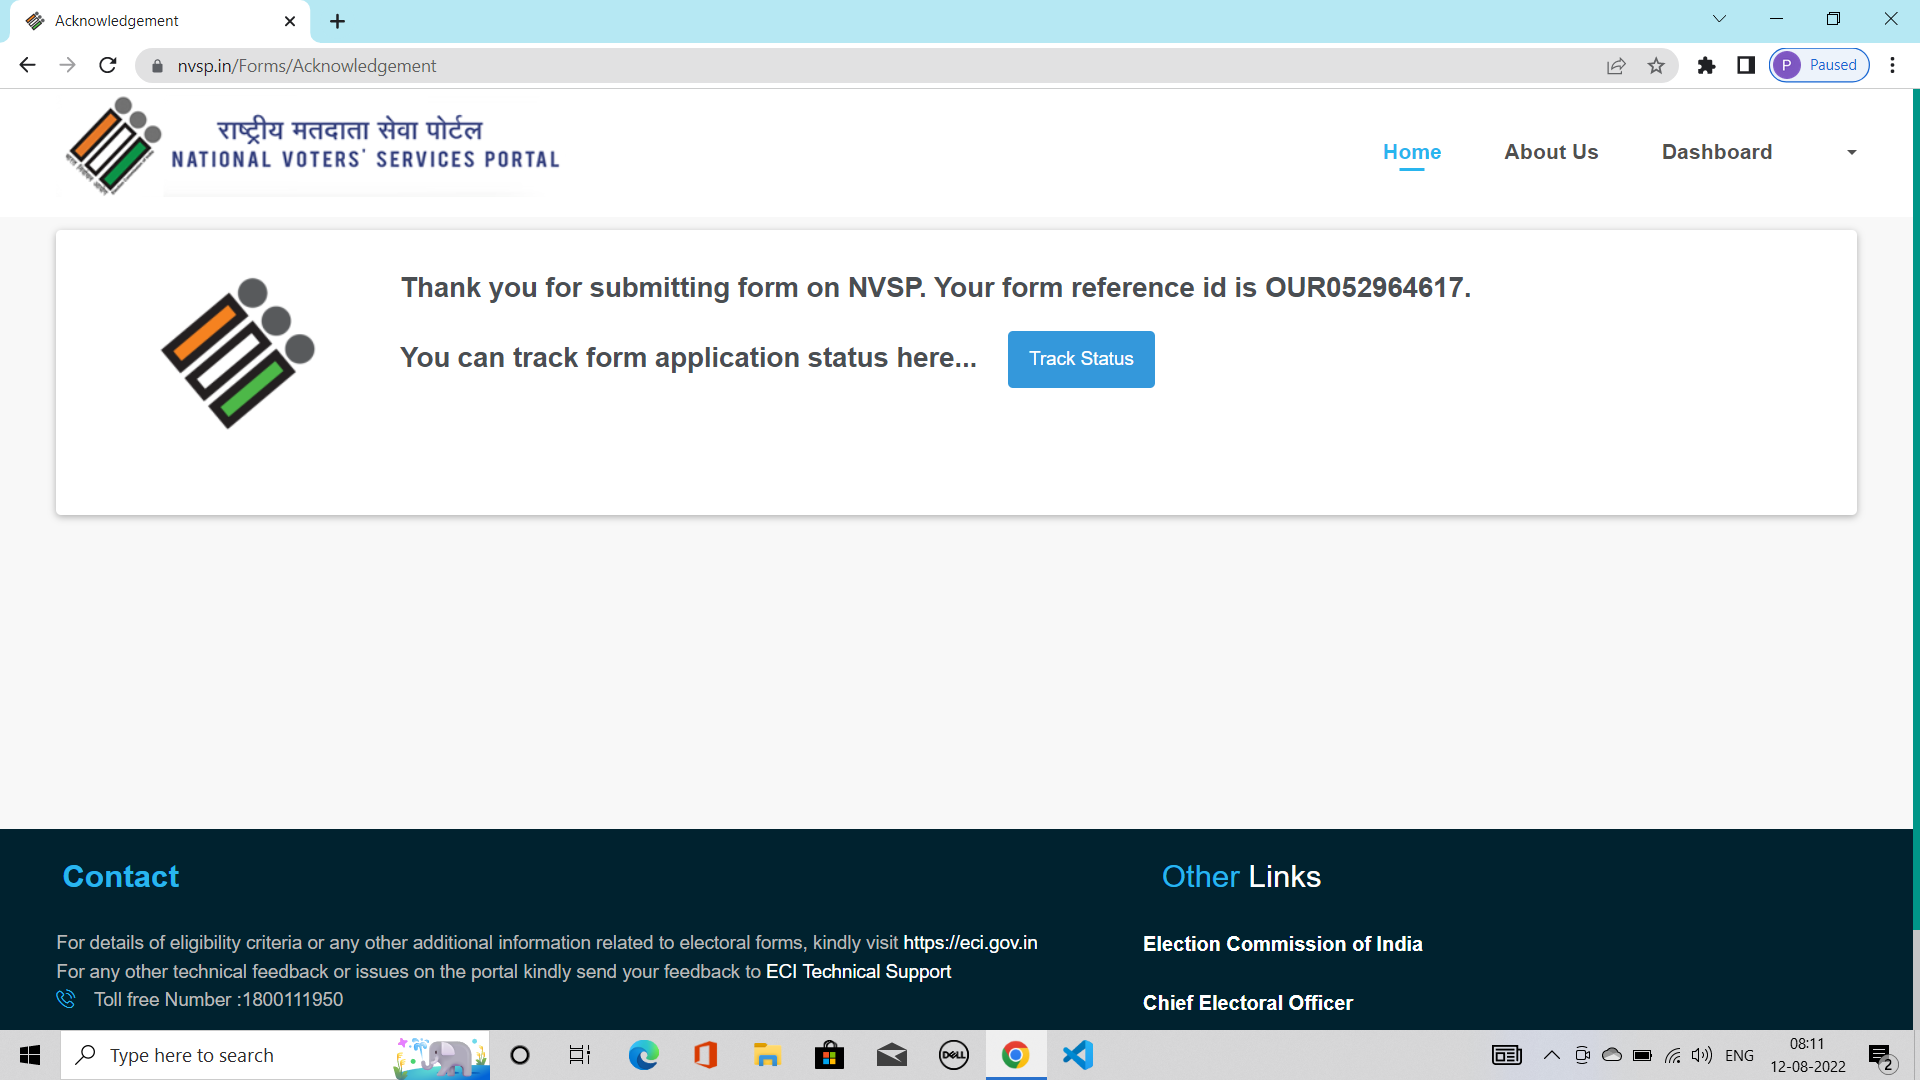 Acknowledgement
nvsp.in/Forms/Acknowledgement
P Paused
राष्ट्रीय मतदाता सेवा पोर्टल
NATIONAL VOTERS' SERVICES PORTAL
Home About Us Dashboard
Thank you for submitting form on NVSP. Your form reference id is OUR052964617.
You can track form application status here... Track Status
Contact
Other Links
For details of eligibility criteria or any other additional information related to electoral forms, kindly visit https://eci.gov.in
Election Commission of India
For any other technical feedback or issues on the portal kindly send your feedback to ECI Technical Support
Toll free Number :1800111950
Chief Electoral Officer
Type here to search
DELL
ENG
08:11
12-08-2022
2